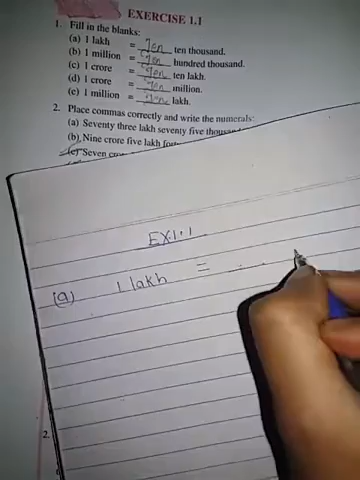 EXERCISE 1.1
1. Fill in the blanks:
(a) 1 lakh = Ten ten thousand.
(b) 1 million = Ten hundred thousand.
(c) 1 crore = Ten ten lakh.
(d) 1 crore = Ten million.
(e) 1 million = Ten lakh.
2. Place commas correctly and write the numerals:
(a) Seventy three lakh seventy five thousand
(b) Nine crore five lakh
(c) Seven
EX.1.1
(a) 1 lakh =
2.